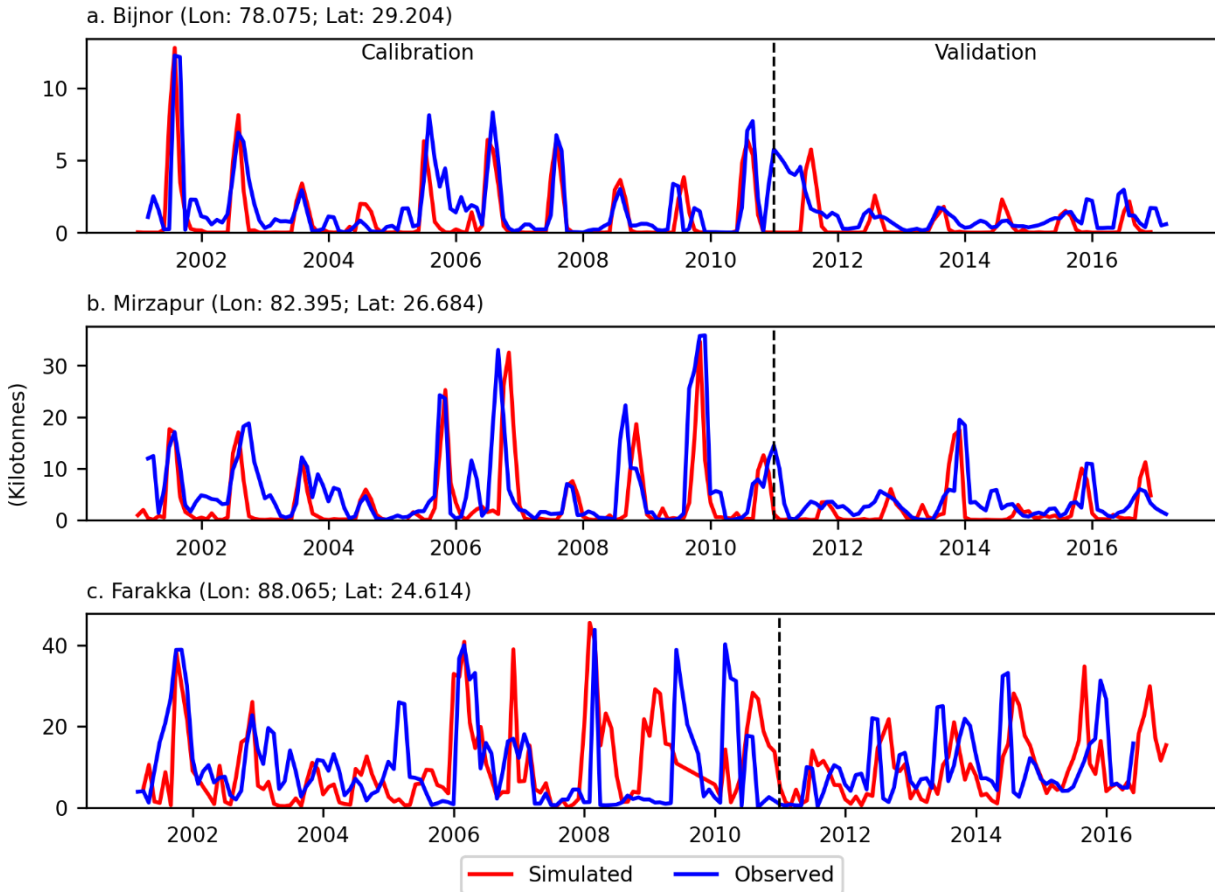 a. Bijnor (Lon: 78.075; Lat: 29.204)
Calibration Validation
10
5
0
2002 2004 2006 2008 2010 2012 2014 2016
b. Mirzapur (Lon: 82.395; Lat: 26.684)
30
20
10
0
(Kilotonnes)
2002 2004 2006 2008 2010 2012 2014 2016
c. Farakka (Lon: 88.065; Lat: 24.614)
40
20
0
2002 2004 2006 2008 2010 2012 2014 2016
Simulated Observed